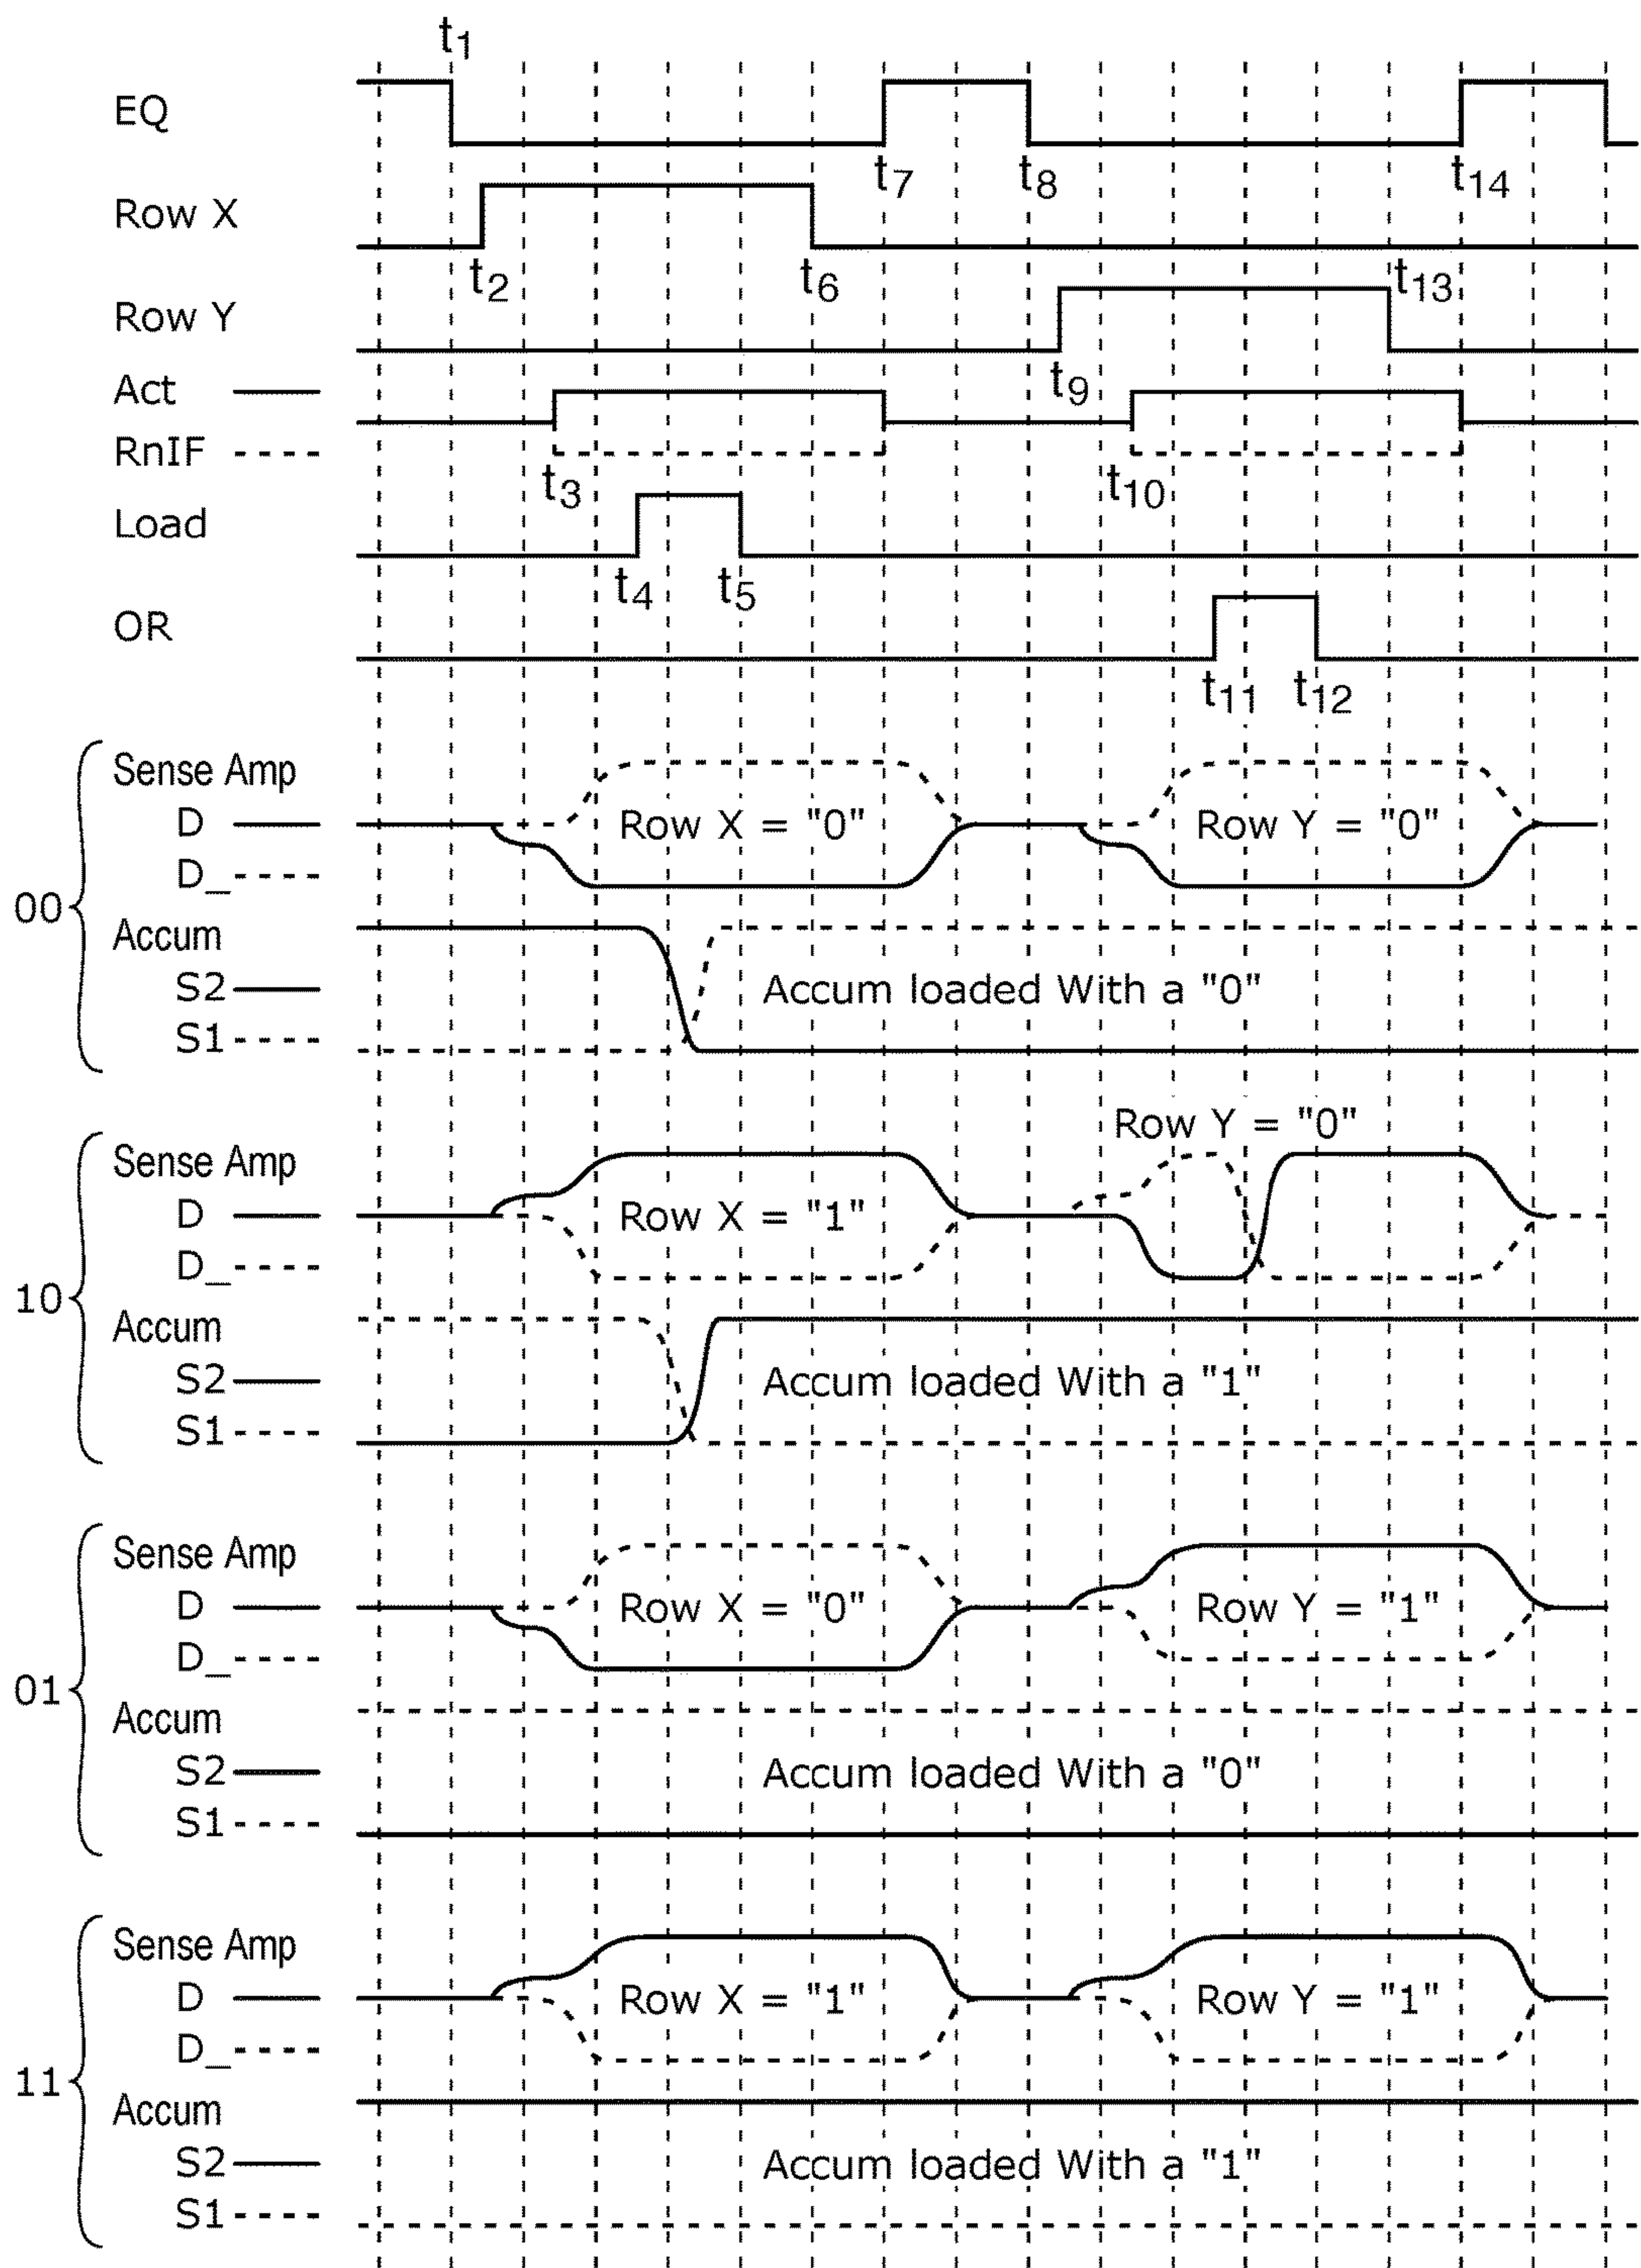 t1
EQ
t7 t8 t14
Row X
t2 t6 t13
Row Y
t9
Act
RnIF
t3 t10
Load
t4 t5
OR
t11 t12
00
Sense Amp
D Row X = "0" Row Y = "0"
D_
Accum
S2 Accum loaded With a "0"
S1
Row Y = "0"
10
Sense Amp
D Row X = "1"
D_
Accum
S2 Accum loaded With a "1"
S1
01
Sense Amp
D Row X = "0" Row Y = "1"
D_
Accum
S2 Accum loaded With a "0"
S1
11
Sense Amp
D Row X = "1" Row Y = "1"
D_
Accum
S2 Accum loaded With a "1"
S1